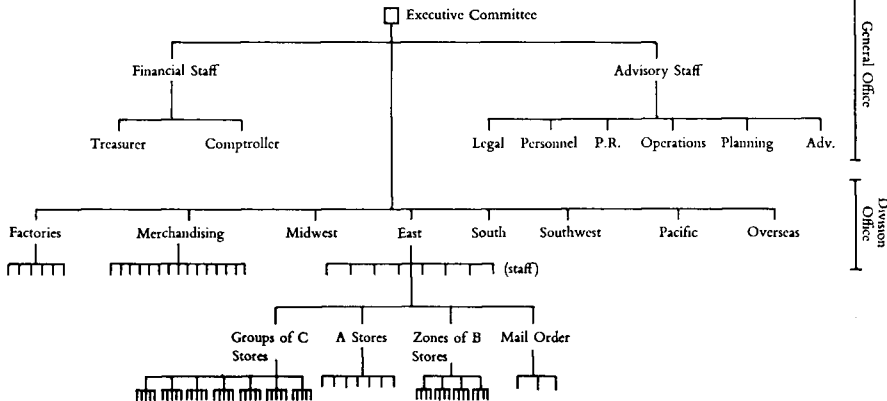 Executive Committee
General Office
Financial Staff
Advisory Staff
Treasurer
Comptroller
Legal
Personnel
P.R.
Operations
Planning
Adv.
Division
Office
Factories
Merchandising
Midwest
East
South
Southwest
Pacific
Overseas
(staff)
Groups of C
Stores
A Stores
Zones of B
Stores
Mail Order